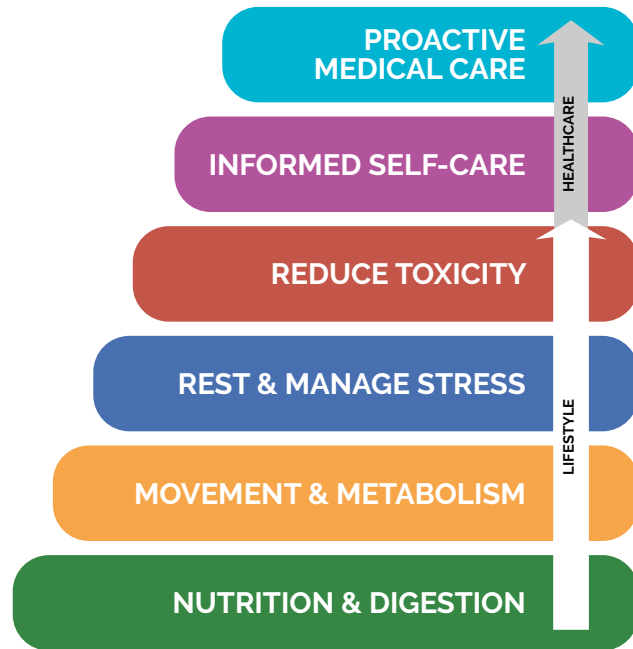 PROACTIVE
MEDICAL CARE
HEALTHCARE
INFORMED SELF-CARE
REDUCE TOXICITY
REST & MANAGE STRESS
LIFESTYLE
MOVEMENT & METABOLISM
NUTRITION & DIGESTION